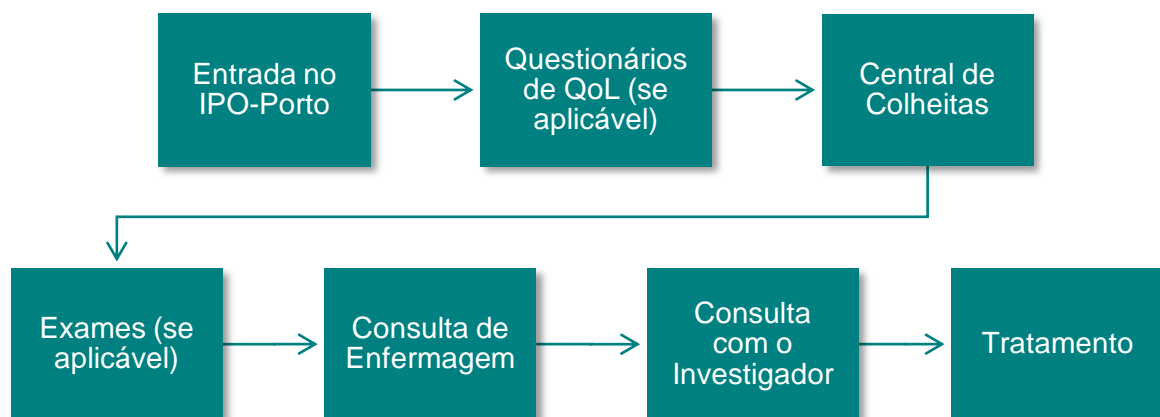 Entrada no
IPO-Porto
Questionários
de QoL (se
aplicável)
Central de
Colheitas
Exames (se
aplicável)
Consulta de
Enfermagem
Consulta
com o
Investigador
Tratamento